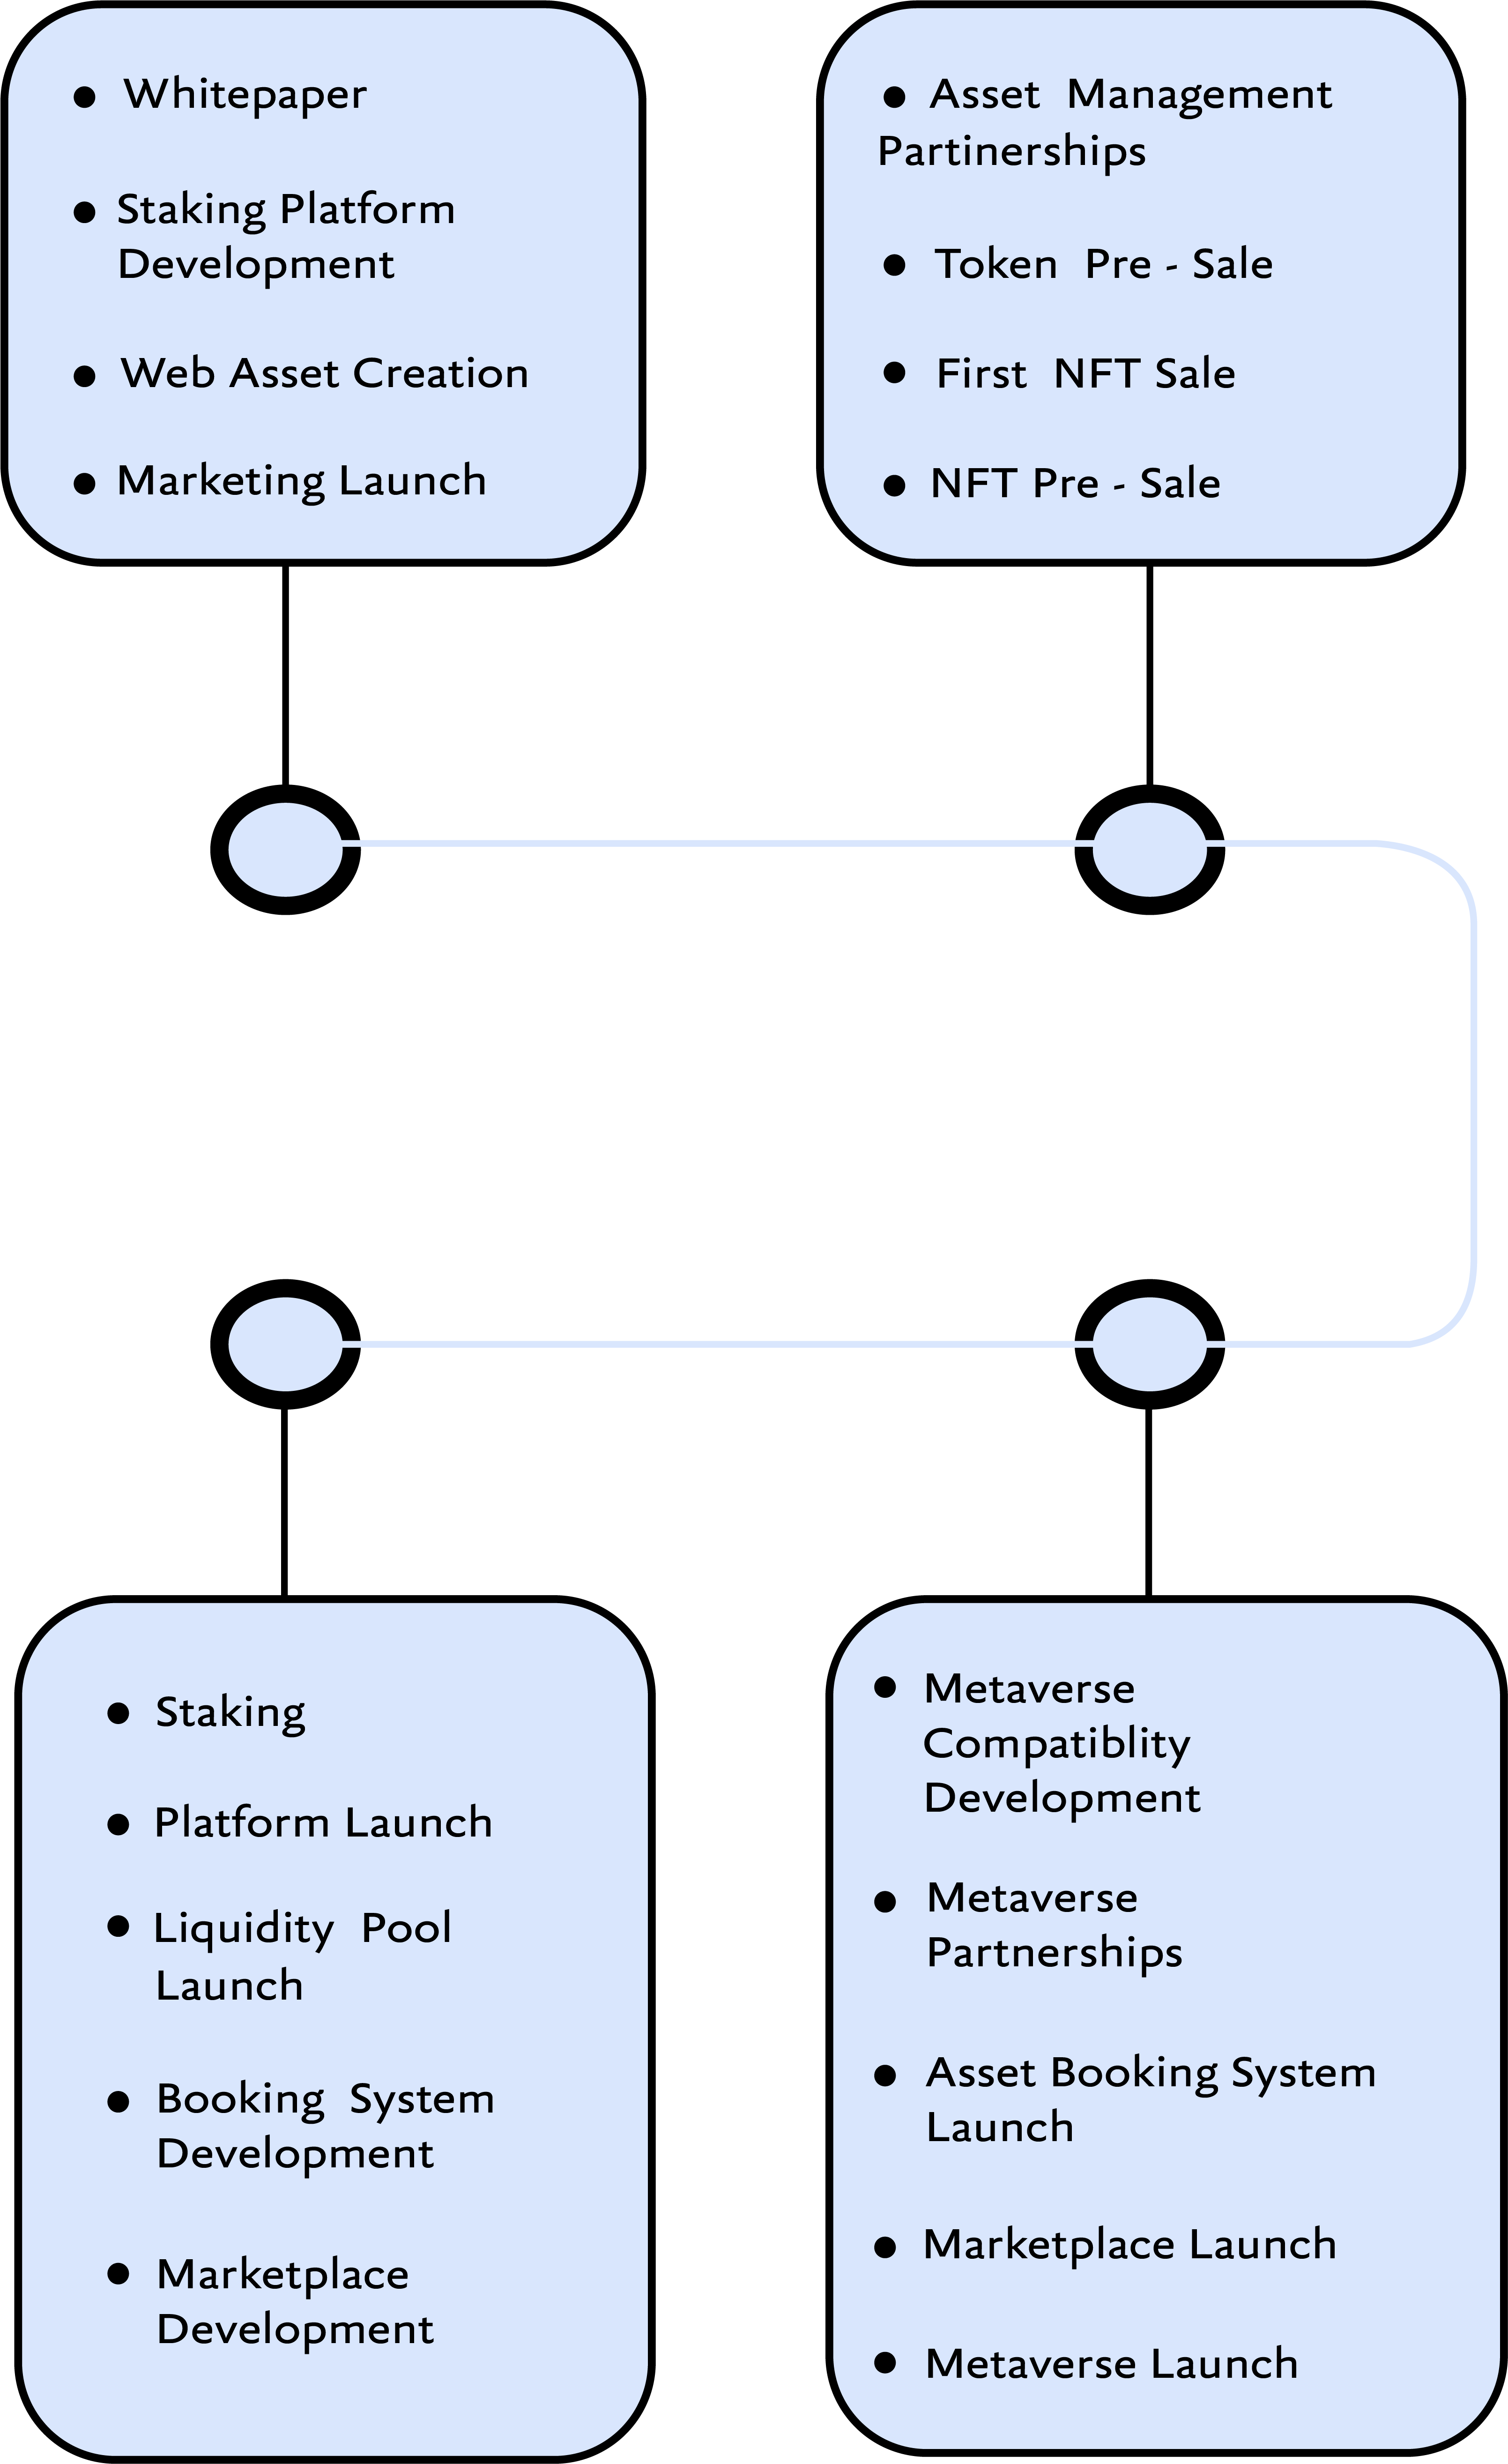 Whitepaper
Staking Platform
Development
Web Asset Creation
Marketing Launch
Asset Management
Partinerships
Token Pre - Sale
First NFT Sale
NFT Pre - Sale
Staking
Platform Launch
Liquidity Pool
Launch
Booking System
Development
Marketplace
Development
Metaverse
Compatiblity
Development
Metaverse
Partnerships
Asset Booking System
Launch
Marketplace Launch
Metaverse Launch